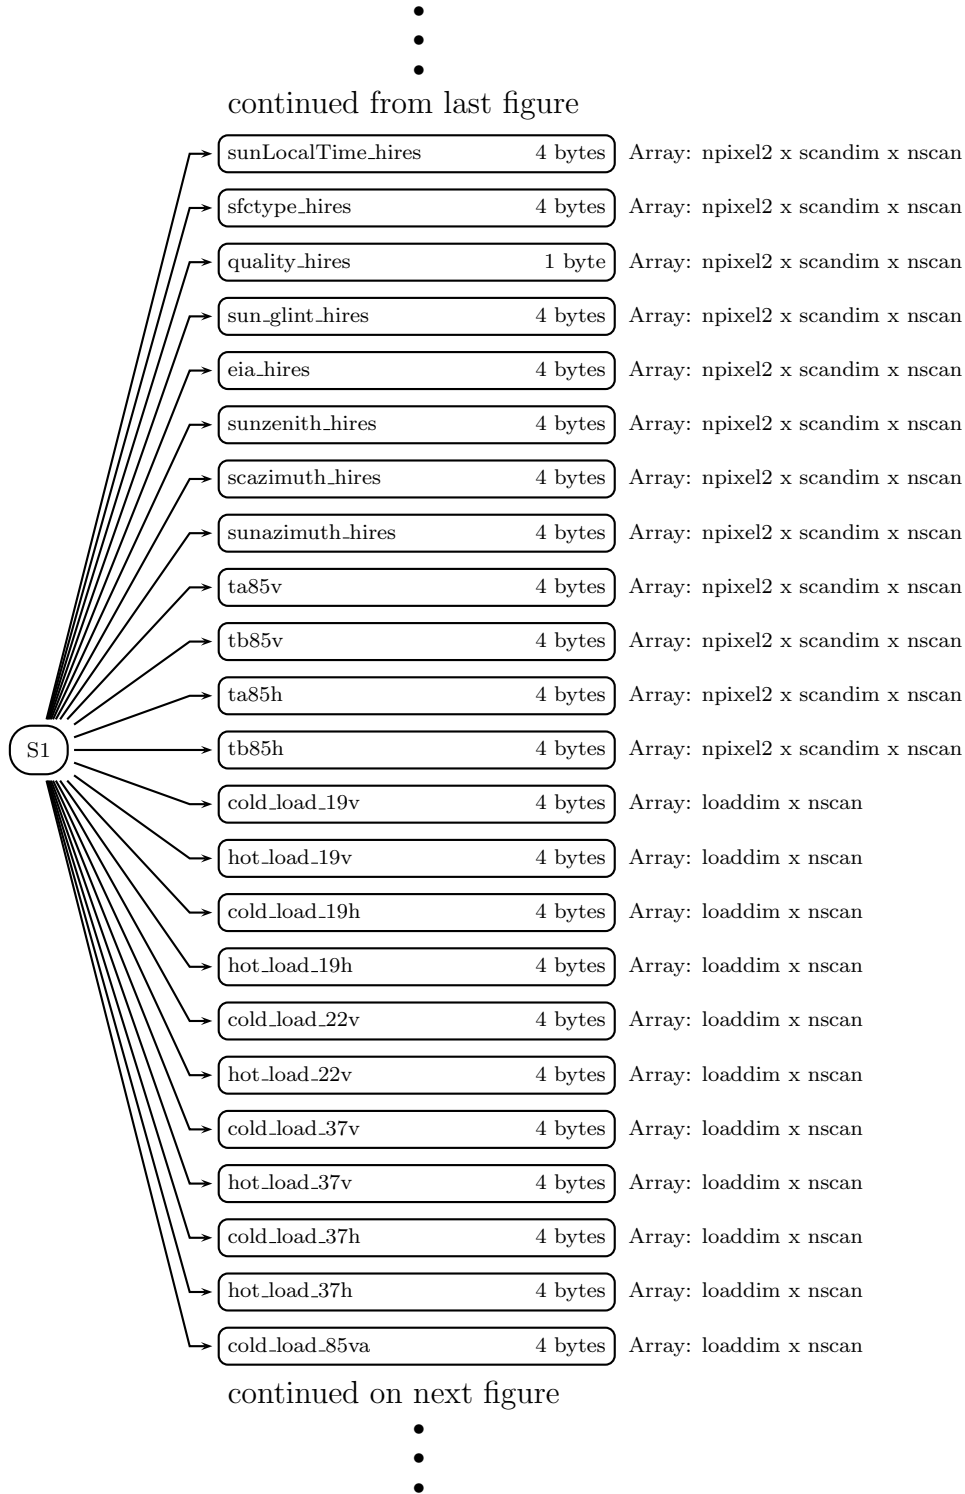 continued from last figure
sunLocalTime_hires 4 bytes Array: npixel2 x scandim x nscan
sfctype_hires 4 bytes Array: npixel2 x scandim x nscan
quality_hires 1 byte Array: npixel2 x scandim x nscan
sun_glint_hires 4 bytes Array: npixel2 x scandim x nscan
eia_hires 4 bytes Array: npixel2 x scandim x nscan
sunzenith_hires 4 bytes Array: npixel2 x scandim x nscan
scazimuth_hires 4 bytes Array: npixel2 x scandim x nscan
sunazimuth_hires 4 bytes Array: npixel2 x scandim x nscan
ta85v 4 bytes Array: npixel2 x scandim x nscan
tb85v 4 bytes Array: npixel2 x scandim x nscan
ta85h 4 bytes Array: npixel2 x scandim x nscan
S1 tb85h 4 bytes Array: npixel2 x scandim x nscan
cold_load_19v 4 bytes Array: loaddim x nscan
hot_load_19v 4 bytes Array: loaddim x nscan
cold_load_19h 4 bytes Array: loaddim x nscan
hot_load_19h 4 bytes Array: loaddim x nscan
cold_load_22v 4 bytes Array: loaddim x nscan
hot_load_22v 4 bytes Array: loaddim x nscan
cold_load_37v 4 bytes Array: loaddim x nscan
hot_load_37v 4 bytes Array: loaddim x nscan
cold_load_37h 4 bytes Array: loaddim x nscan
hot_load_37h 4 bytes Array: loaddim x nscan
cold_load_85va 4 bytes Array: loaddim x nscan
continued on next figure